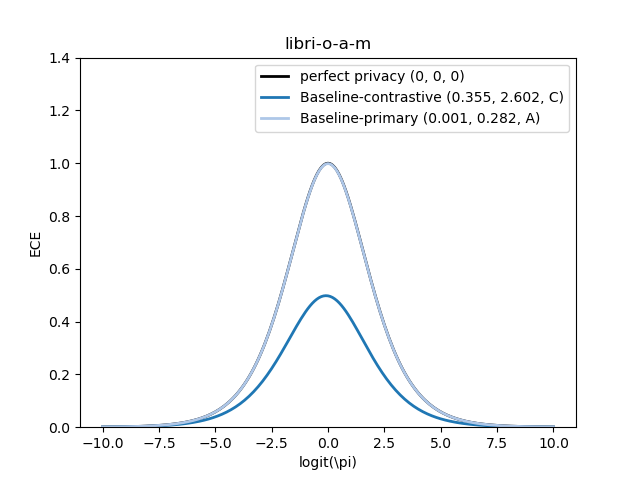 libri-o-a-m
1.4
1.2
1.0
0.8
0.6
0.4
0.2
0.0
ECE
perfect privacy (0, 0, 0)
Baseline-contrastive (0.355, 2.602, C)
Baseline-primary (0.001, 0.282, A)
−10.0 −7.5 −5.0 −2.5 0.0 2.5 5.0 7.5 10.0
logit(\pi)